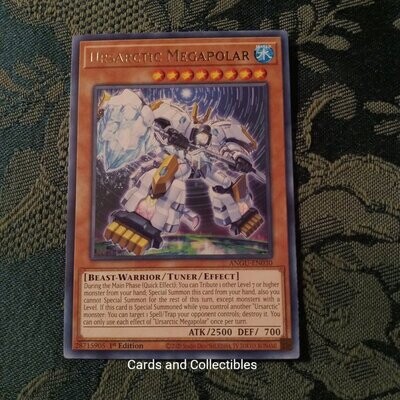 URSARCTIC MEGAPOLAR
ANGU-EN030
[BEAST-WARRIOR/TUNER/EFFECT]
During the Main Phase (Quick Effect): You can Tribute 1 other Level 7 or higher
monster from your hand; Special Summon this card from your hand, also you
cannot Special Summon for the rest of this turn, except monsters with a
Level. If this card is Special Summoned while you control another "Ursarctic"
monster: You can target 1 Spell/Trap your opponent controls; destroy it. You
can only use each effect of "Ursarctic Megapolar" once per turn.
ATK/2500 DEF/ 700
28715905 1st Edition
Cards and Collectibles